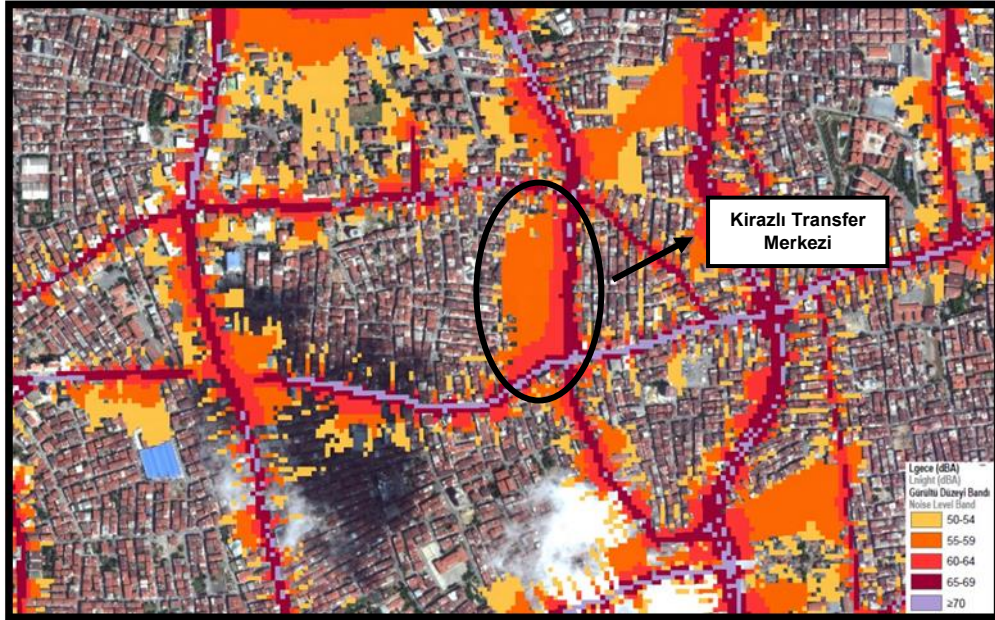 Kirazlı Transfer
Merkezi
Lgece (dBA)
Lnight (dBA)
Gürültü Düzeyi Bandı
Noise Level Band
50-54
55-59
60-64
65-69
≥70